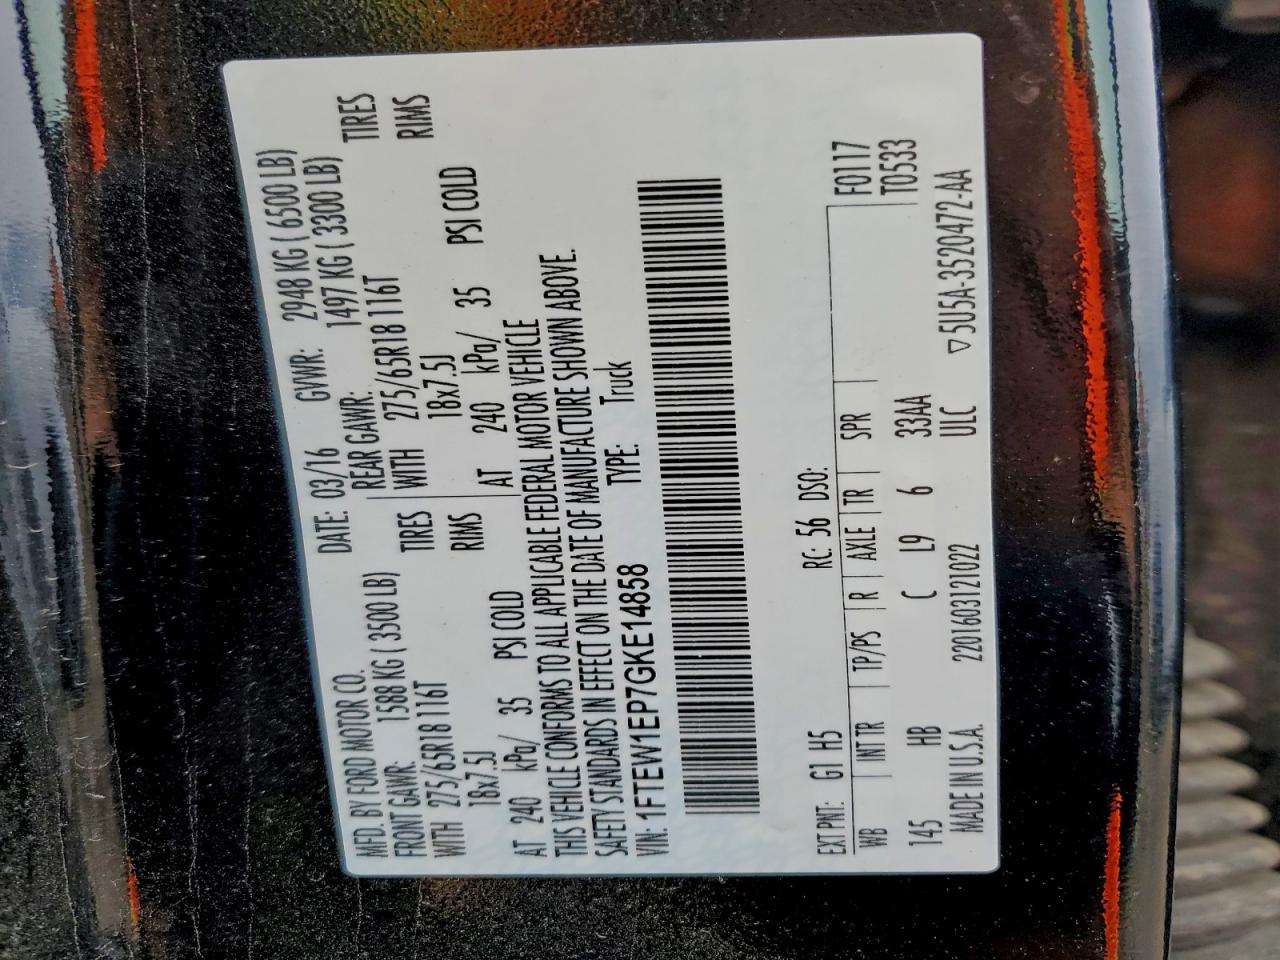 MFD. BY FORD MOTOR CO. DATE: 03/16 GVWR: 2948 KG ( 6500 LB)
FRONT GAWR: 1588 KG ( 3500 LB) REAR GAWR: 1497 KG ( 3300 LB)
WITH 275/65R18 116T TIRES WITH 275/65R18 116T TIRES
18x7.5J RIMS 18x7.5J RIMS
AT 240 kPa/ 35 PSI COLD AT 240 kPa/ 35 PSI COLD
THIS VEHICLE CONFORMS TO ALL APPLICABLE FEDERAL MOTOR VEHICLE
SAFETY STANDARDS IN EFFECT ON THE DATE OF MANUFACTURE SHOWN ABOVE.
VIN: 1FTEW1EP7GKE14858 TYPE: Truck
EXT PNT: G1 H5 RC: 56 DSO: F0117
WB INT TR TP/PS R AXLE TR SPR T0533
145 HB C L9 6 33AA
MADE IN U.S.A. 2201603121022 ULC ▽5U5A-3520472-AA